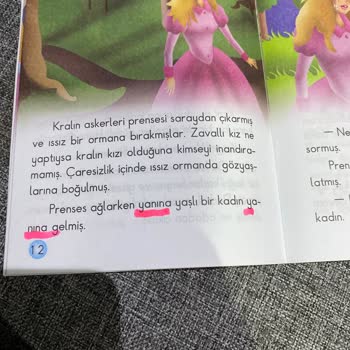 Kralın askerleri prensesi saraydan çıkarmış
ve ıssız bir ormana bırakmışlar. Zavallı kız ne
yaptıysa kralın kızı olduğuna kimseyi inandıra-
mamış. Çaresizlik içinde ıssız ormanda gözyaş-
larına boğulmuş.
Prenses ağlarken yanına yaşlı bir kadın ya-
nına gelmiş.
12
— Ne
sormuş.
Pren
latmış.
—
kadın.